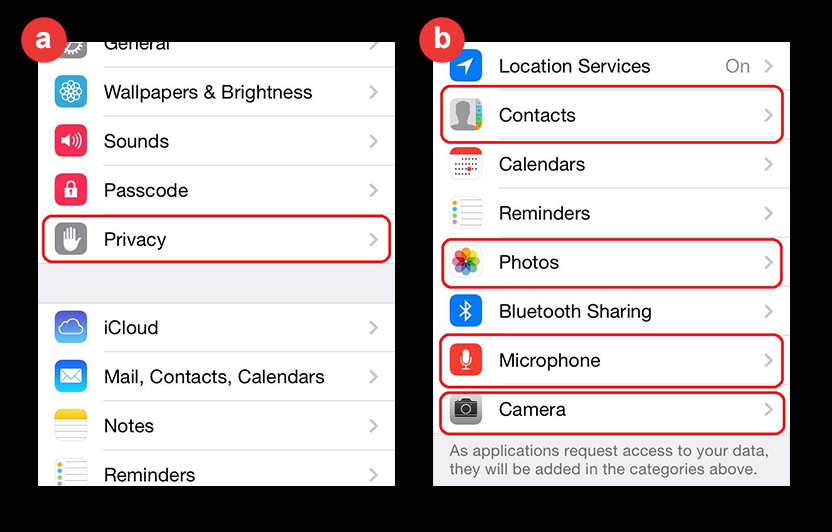 a
General
Wallpapers & Brightness
Sounds
Passcode
Privacy
iCloud
Mail, Contacts, Calendars
Notes
Reminders
b
Location Services On
Contacts
Calendars
Reminders
Photos
Bluetooth Sharing
Microphone
Camera
As applications request access to your data,
they will be added in the categories above.